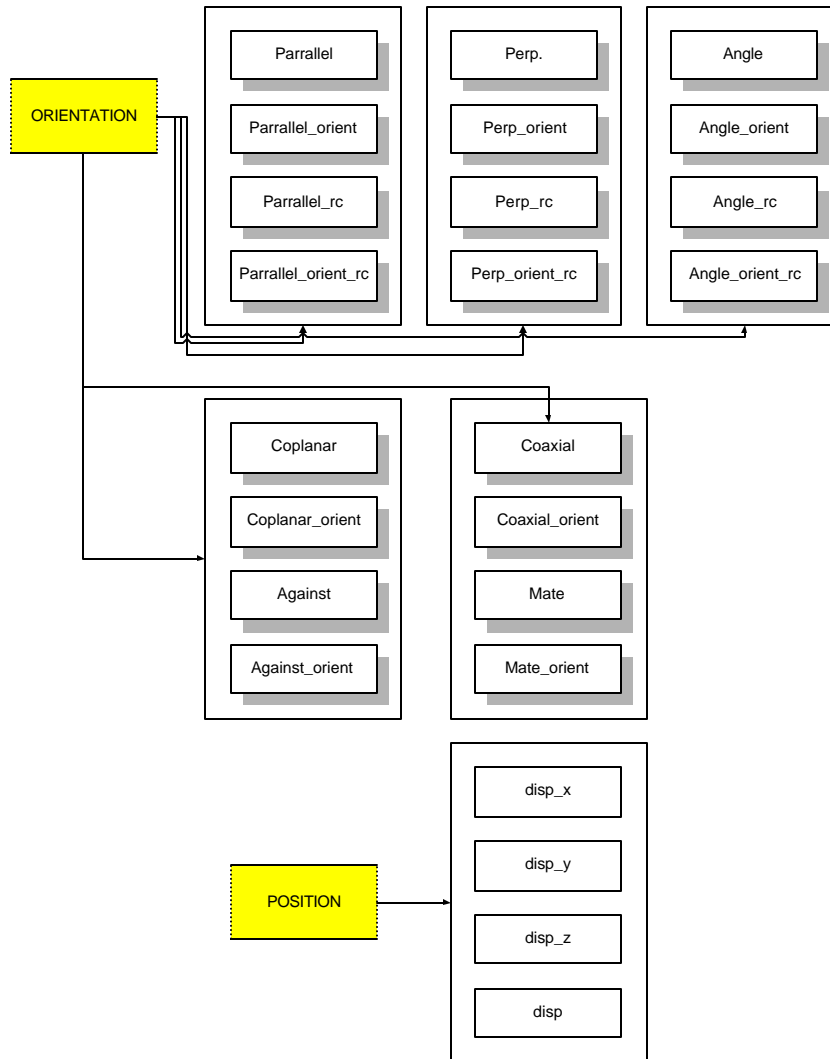 ORIENTATION
Parrallel
Parrallel_orient
Parrallel_rc
Parrallel_orient_rc
Perp.
Perp_orient
Perp_rc
Perp_orient_rc
Angle
Angle_orient
Angle_rc
Angle_orient_rc
Coplanar
Coplanar_orient
Against
Against_orient
Coaxial
Coaxial_orient
Mate
Mate_orient
POSITION
disp_x
disp_y
disp_z
disp